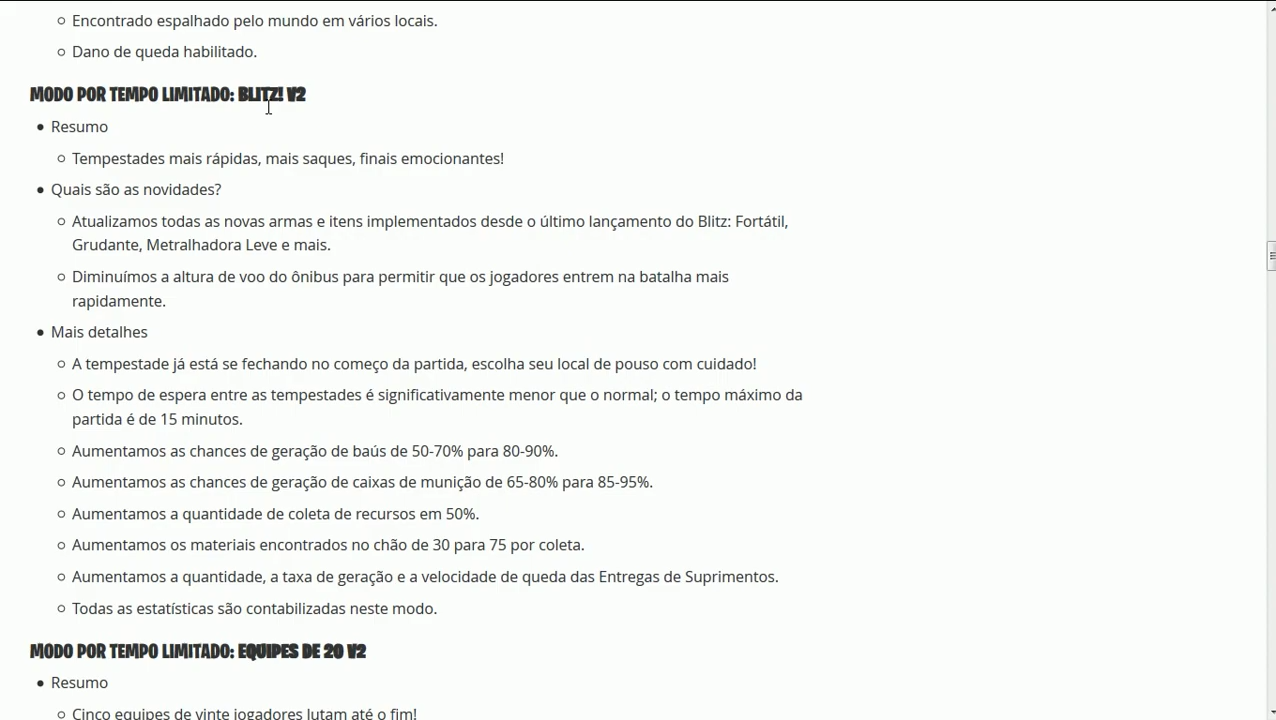 Encontrado espalhado pelo mundo em vários locais.
Dano de queda habilitado.
MODO POR TEMPO LIMITADO: BLITZ! V2
Resumo
Tempestades mais rápidas, mais saques, finais emocionantes!
Quais são as novidades?
Atualizamos todas as novas armas e itens implementados desde o último lançamento do Blitz: Fortátil,
Grudante, Metralhadora Leve e mais.
Diminuímos a altura de voo do ônibus para permitir que os jogadores entrem na batalha mais
rapidamente.
Mais detalhes
A tempestade já está se fechando no começo da partida, escolha seu local de pouso com cuidado!
O tempo de espera entre as tempestades é significativamente menor que o normal; o tempo máximo da
partida é de 15 minutos.
Aumentamos as chances de geração de baús de 50-70% para 80-90%.
Aumentamos as chances de geração de caixas de munição de 65-80% para 85-95%.
Aumentamos a quantidade de coleta de recursos em 50%.
Aumentamos os materiais encontrados no chão de 30 para 75 por coleta.
Aumentamos a quantidade, a taxa de geração e a velocidade de queda das Entregas de Suprimentos.
Todas as estatísticas são contabilizadas neste modo.
MODO POR TEMPO LIMITADO: EQUIPES DE 20 V2
Resumo
Cinco equipes de vinte jogadores lutam até o fim!